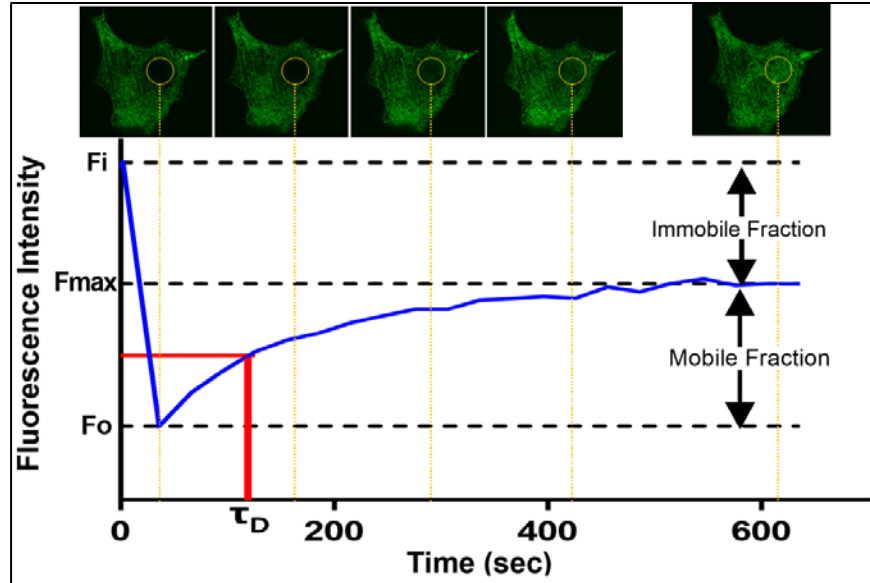 Fluorescence Intensity
Fi
Immobile Fraction
Fmax
Mobile Fraction
Fo
0
τD
200
400
600
Time (sec)